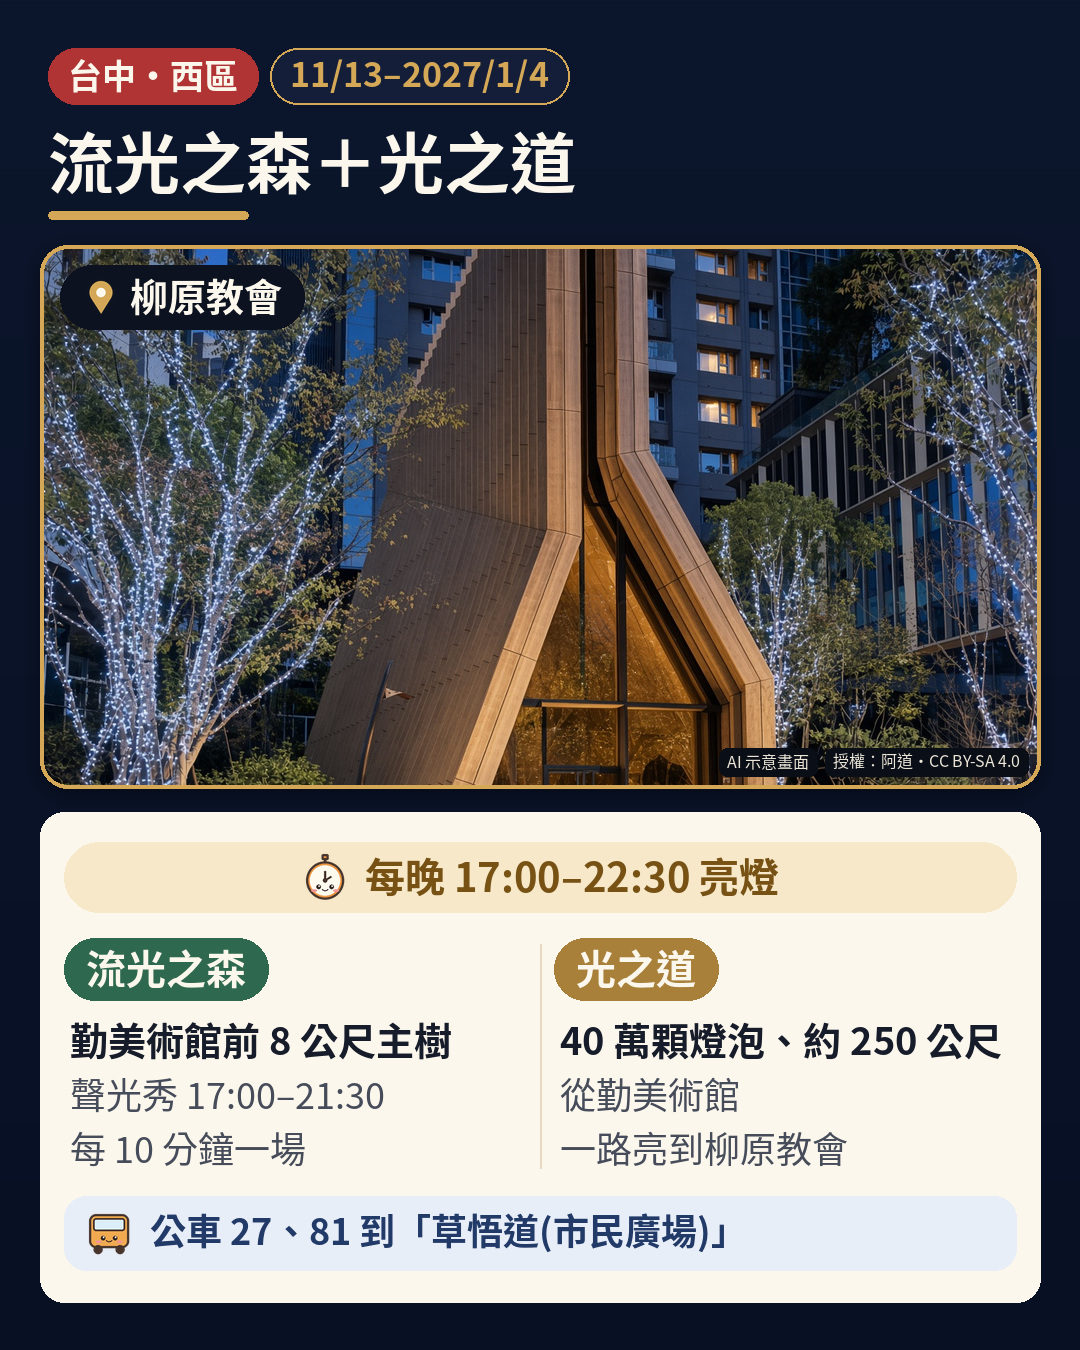 台中・西區
11/13–2027/1/4
流光之森＋光之道
柳原教會
AI 示意畫面
授權：阿道・CC BY-SA 4.0
每晚 17:00–22:30 亮燈
流光之森
勤美術館前 8 公尺主樹
聲光秀 17:00–21:30
每 10 分鐘一場
光之道
40 萬顆燈泡、約 250 公尺
從勤美術館
一路亮到柳原教會
公車 27、81 到「草悟道(市民廣場)」